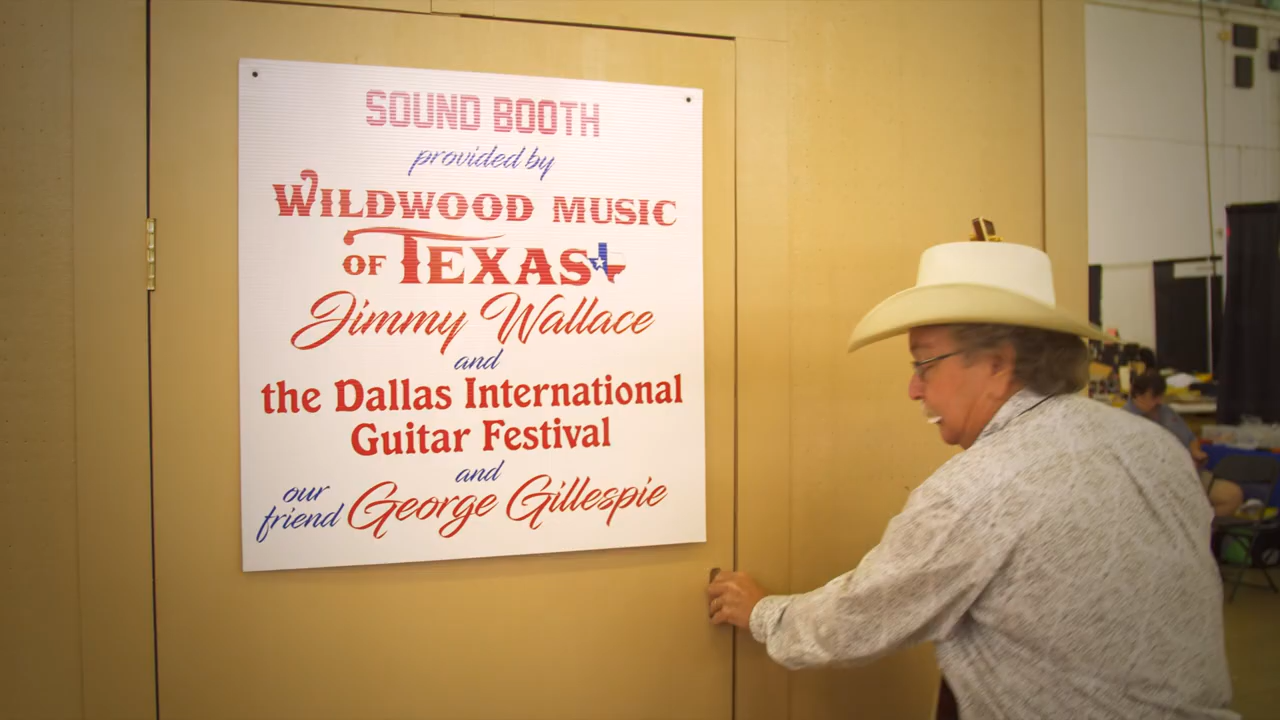 SOUND BOOTH
provided by
WILDWOOD MUSIC
OF TEXAS
Jimmy Wallace
and
the Dallas International
Guitar Festival
and
our
friend George Gillespie